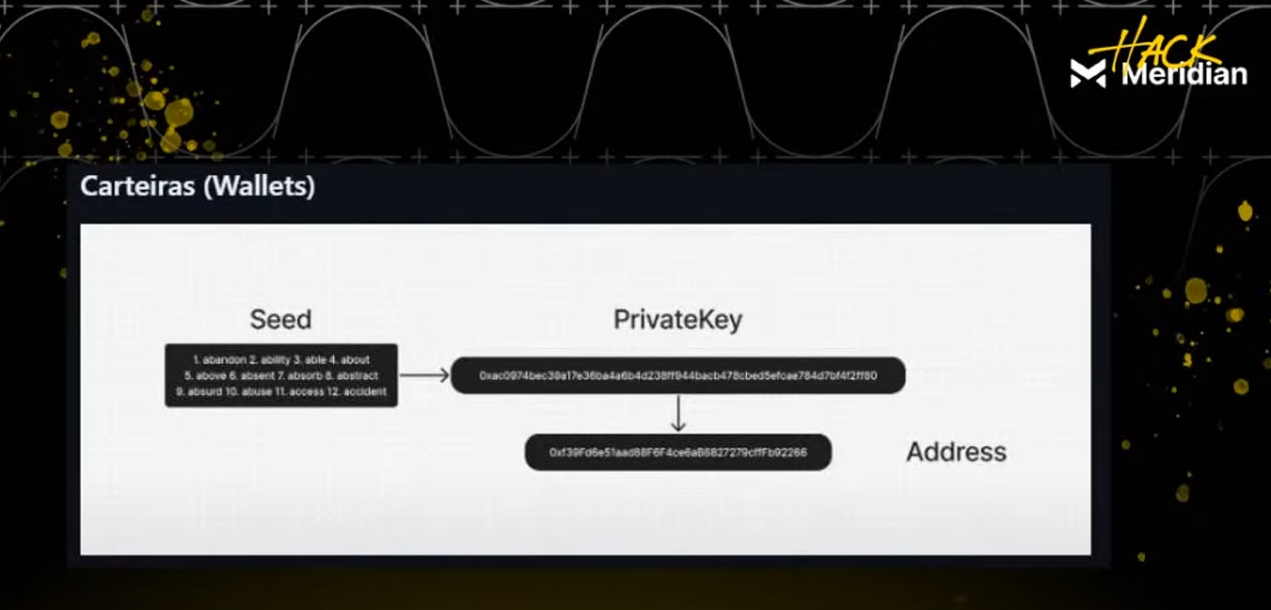 HACK
Meridian
Carteiras (Wallets)
Seed
1. abandon 2. ability 3. able 4. about
5. above 6. absent 7. absorb 8. abstract
9. absurd 10. abuse 11. access 12. accident
PrivateKey
0xac0974bec39a17e36ba4a6b4d238ff944bacb478cbed5efcae784d7bf4f2ff80
0xf39Fd6e51aad88F6F4ce6aB8827279cffFb92266
Address